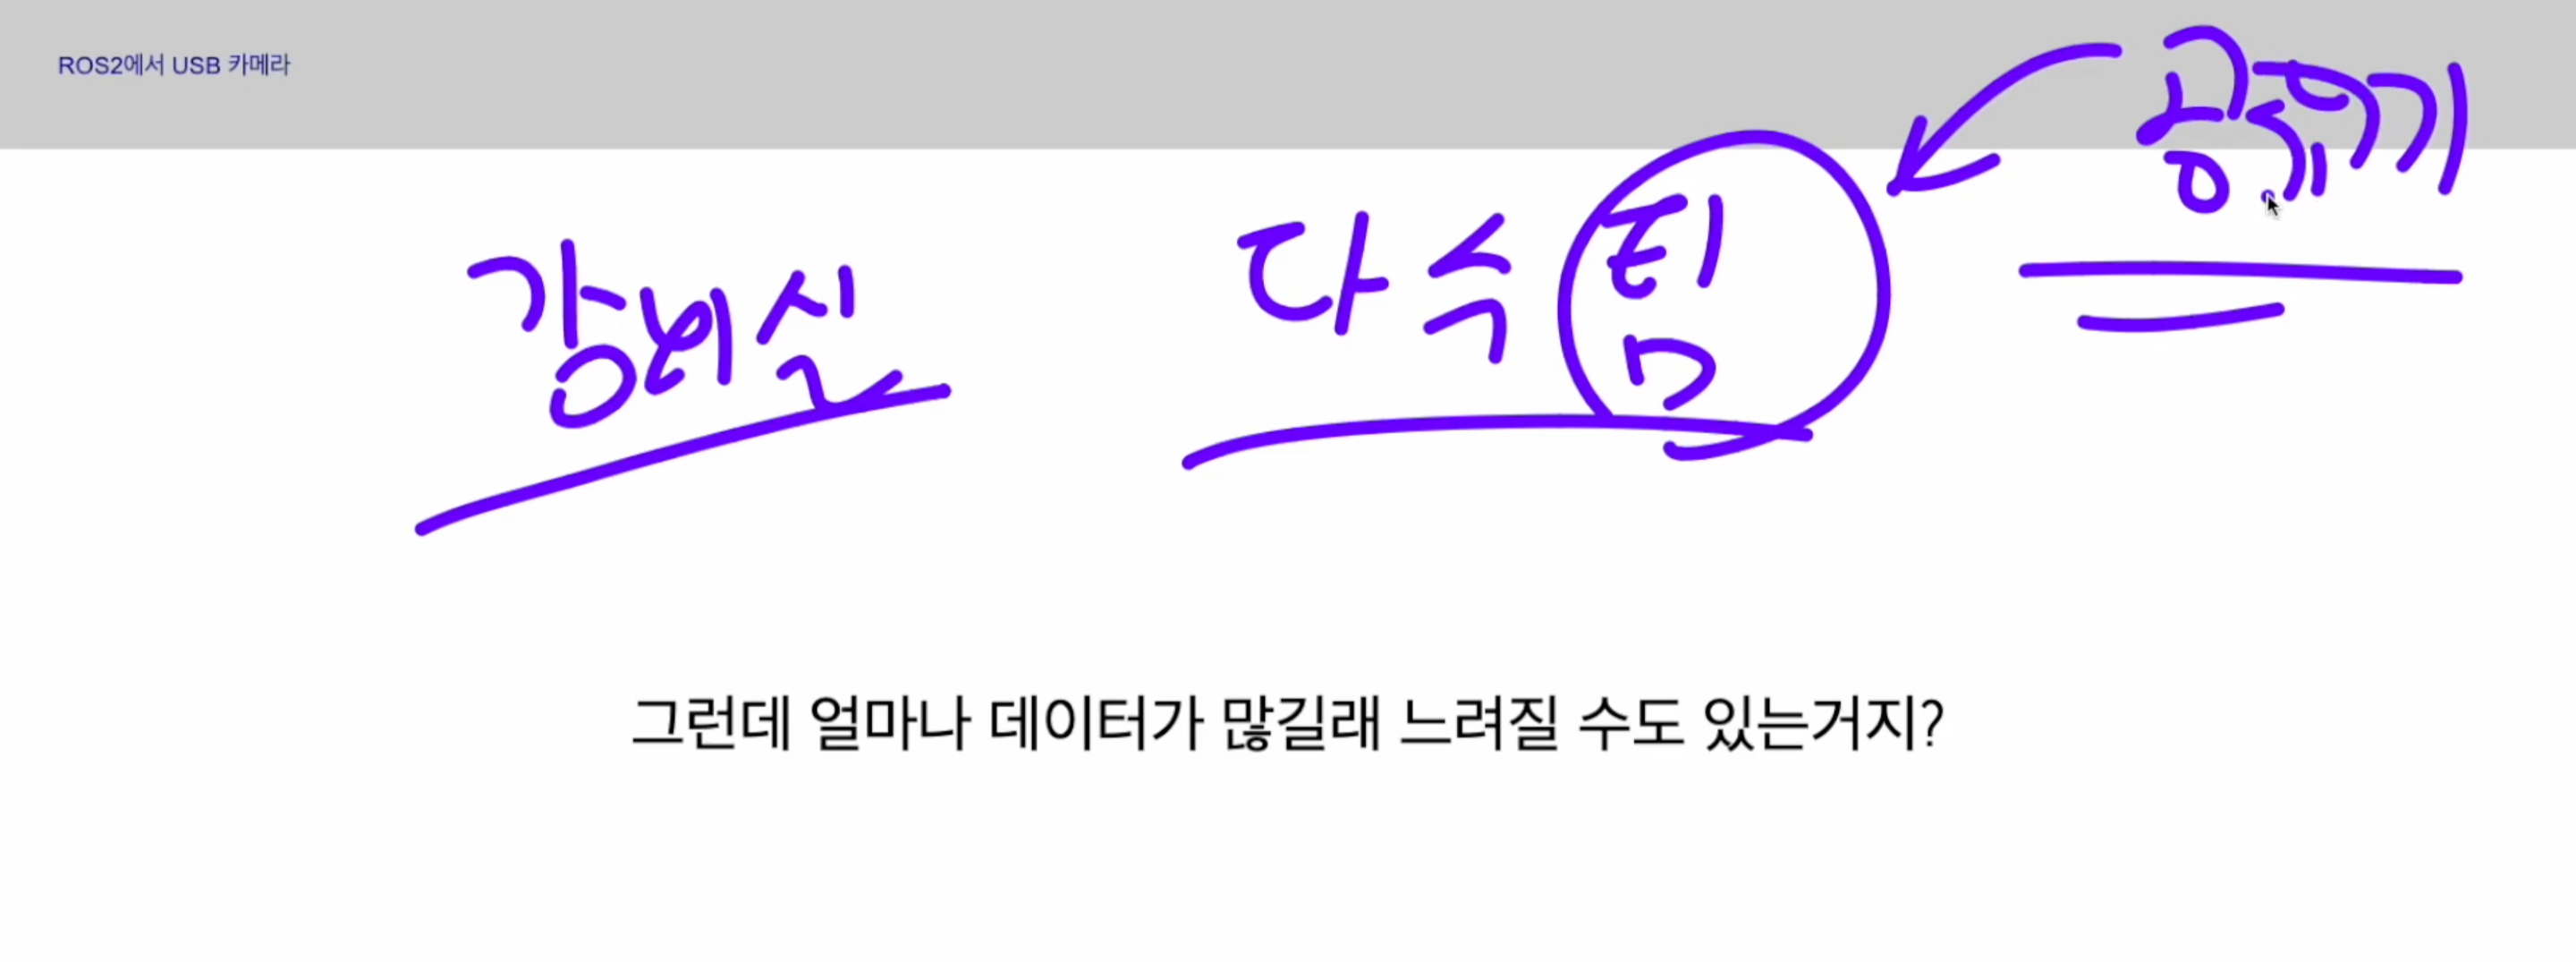 ROS2에서 USB 카메라
공유기
강의실
다수 팀
그런데 얼마나 데이터가 많길래 느려질 수도 있는거지?